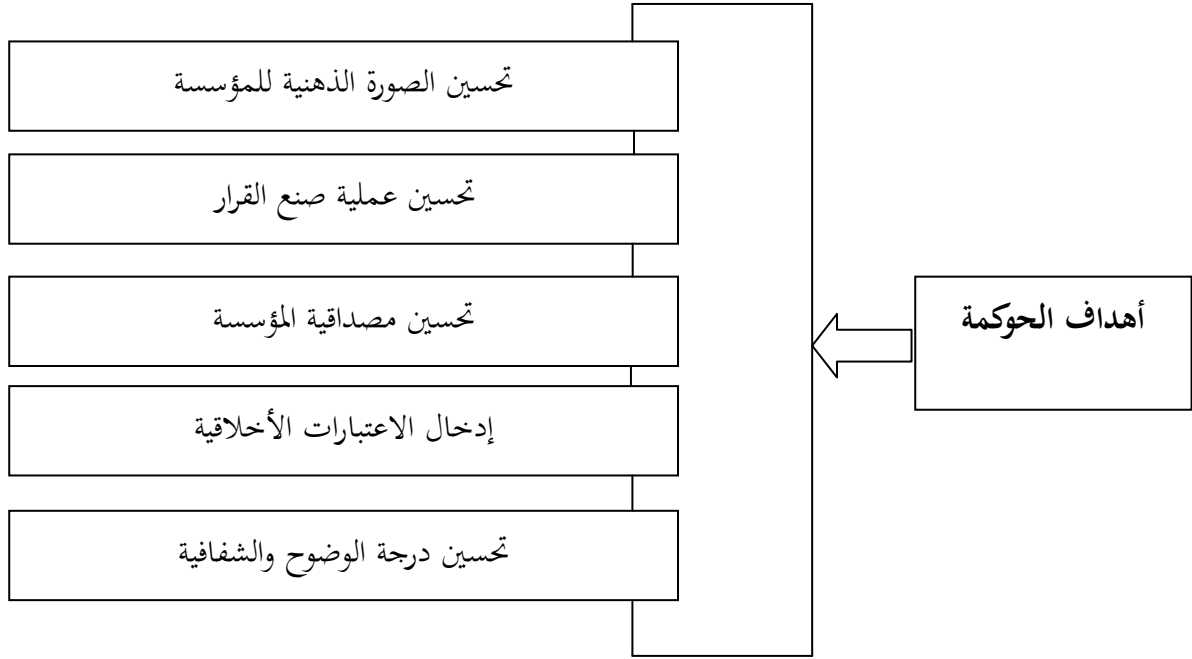 أهداف الحوكمة
تحسين الصورة الذهنية للمؤسسة
تحسين عملية صنع القرار
تحسين مصداقية المؤسسة
إدخال الاعتبارات الأخلاقية
تحسين درجة الوضوح والشفافية